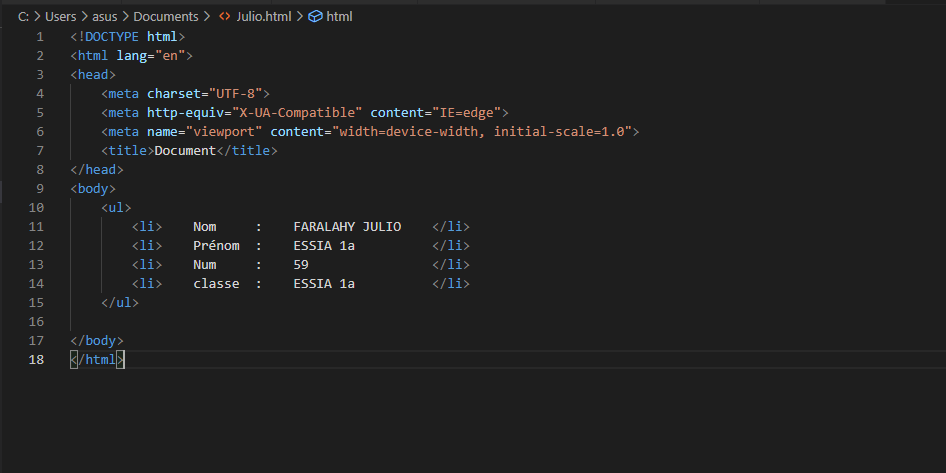 C: > Users > asus > Documents > <> Julio.html > html
1 <!DOCTYPE html>
2 <html lang="en">
3 <head>
4     <meta charset="UTF-8">
5     <meta http-equiv="X-UA-Compatible" content="IE=edge">
6     <meta name="viewport" content="width=device-width, initial-scale=1.0">
7     <title>Document</title>
8 </head>
9 <body>
10     <ul>
11         <li>    Nom     :    FARALAHY JULIO    </li>
12         <li>    Prénom  :    ESSIA 1a          </li>
13         <li>    Num     :    59                </li>
14         <li>    classe  :    ESSIA 1a          </li>
15     </ul>
16
17 </body>
18 </html>